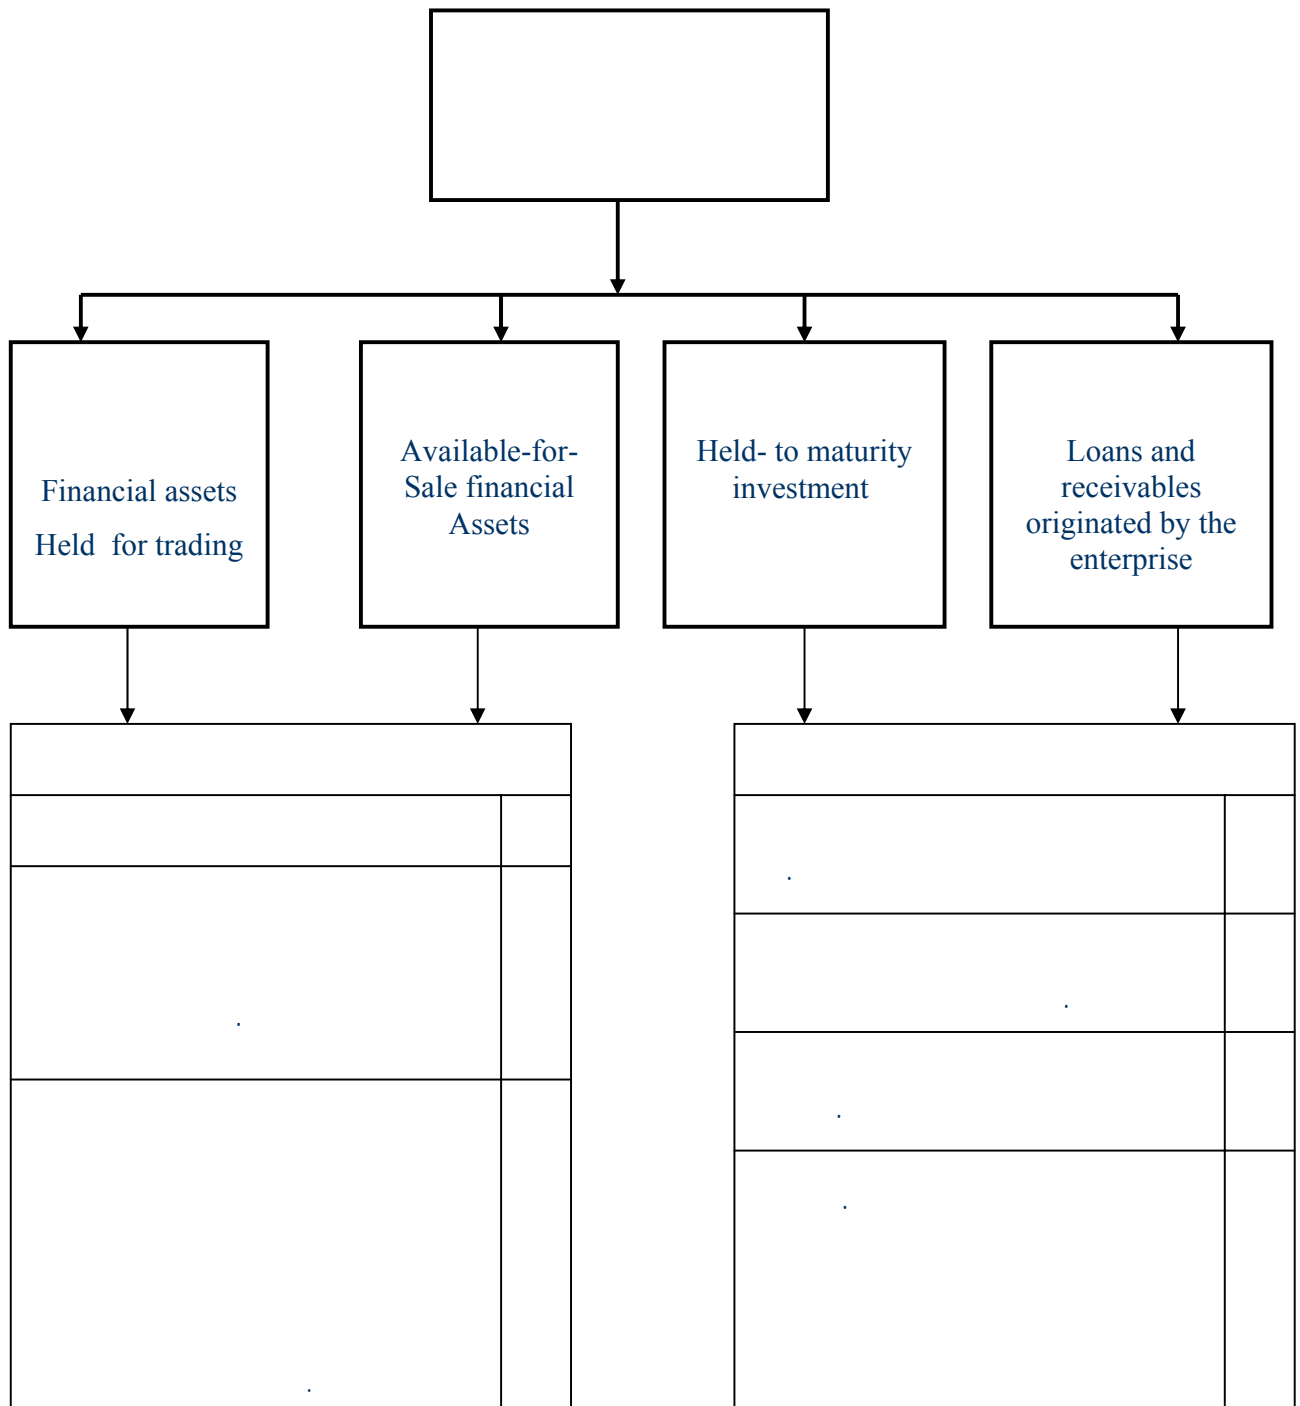 Financial assets
Held  for trading
Available-for-
Sale financial
Assets
Held- to maturity
investment
Loans and
receivables
originated by the
enterprise
.
.
.
.
.
.